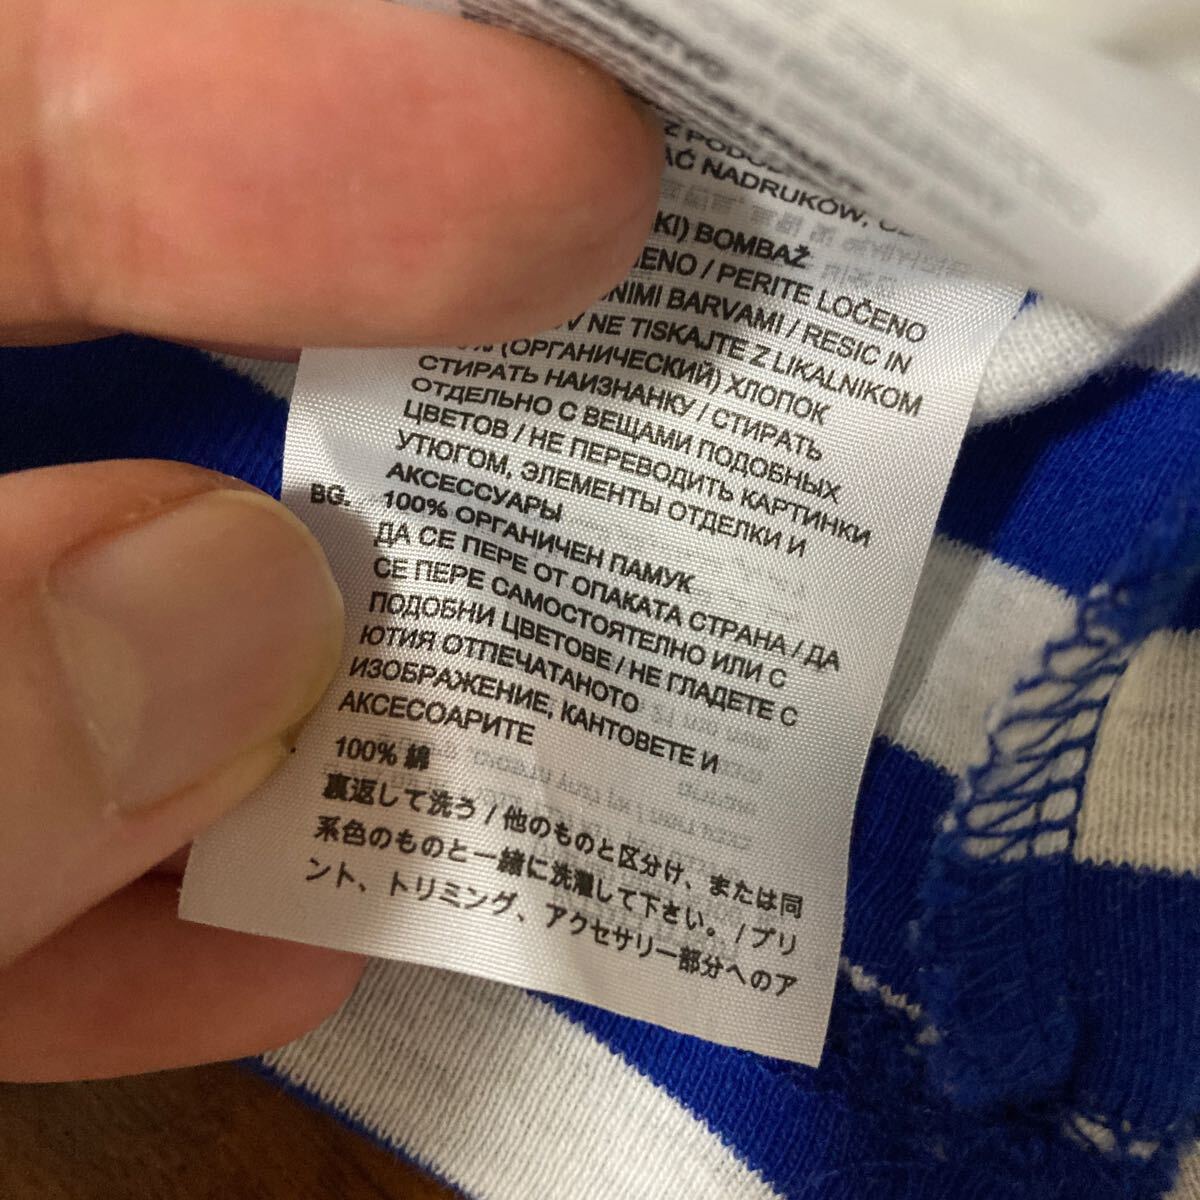 Z PODOB
AĆ NADRUKÓW,
KI) BOMBAŽ
ENO / PERITE LOČENO
NIMI BARVAMI / RESIC IN
OV NE TISKAJTE Z LIKALNIKOM
% (ОРГАНИЧЕСКИЙ) ХЛОПОК
СТИРАТЬ НАИЗНАНКУ / СТИРАТЬ
ОТДЕЛЬНО С ВЕЩАМИ ПОДОБНЫХ
ЦВЕТОВ / НЕ ПЕРЕВОДИТЬ КАРТИНКИ
УТЮГОМ, ЭЛЕМЕНТЫ ОТДЕЛКИ И
АКСЕССУАРЫ
BG. 100% ОРГАНИЧЕН ПАМУК
ДА СЕ ПЕРЕ ОТ ОПАКАТА СТРАНА / ДА
СЕ ПЕРЕ САМОСТОЯТЕЛНО ИЛИ С
ПОДОБНИ ЦВЕТОВЕ / НЕ ГЛАДЕТЕ С
ЮТИЯ ОТПЕЧАТАНОТО
ИЗОБРАЖЕНИЕ, КАНТОВЕТЕ И
АКСЕСОАРИТЕ
100% 綿
裏返して洗う / 他のものと区分け、または同
系色のものと一緒に洗濯して下さい。 / プリ
ント、トリミング、アクセサリー部分へのア